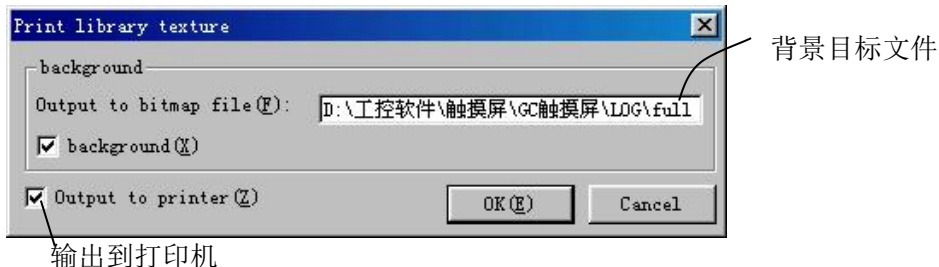 Print library texture
背景目标文件
background
Output to bitmap file(F):
D:\工控软件\触摸屏\GC触摸屏\LOG\full
background(X)
Output to printer(Z)
OK(E)
Cancel
输出到打印机